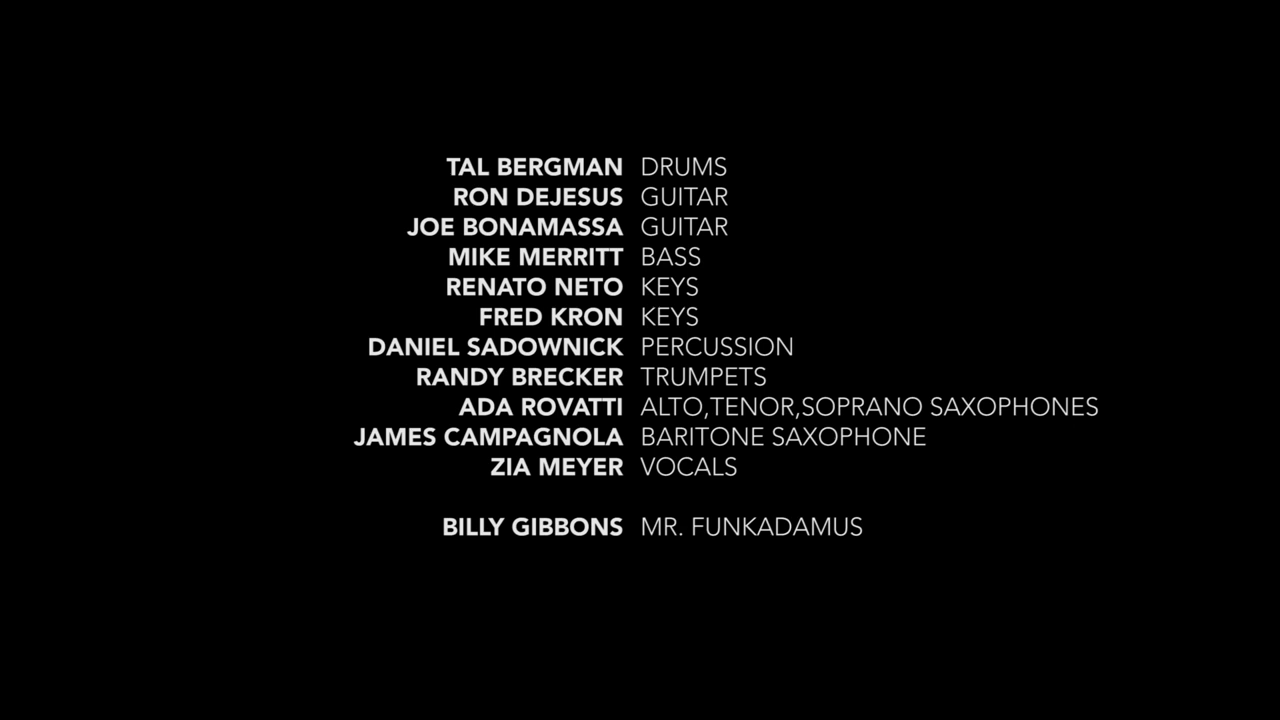 TAL BERGMAN DRUMS
RON DEJESUS GUITAR
JOE BONAMASSA GUITAR
MIKE MERRITT BASS
RENATO NETO KEYS
FRED KRON KEYS
DANIEL SADOWNICK PERCUSSION
RANDY BRECKER TRUMPETS
ADA ROVATTI ALTO,TENOR,SOPRANO SAXOPHONES
JAMES CAMPAGNOLA BARITONE SAXOPHONE
ZIA MEYER VOCALS
BILLY GIBBONS MR. FUNKADAMUS